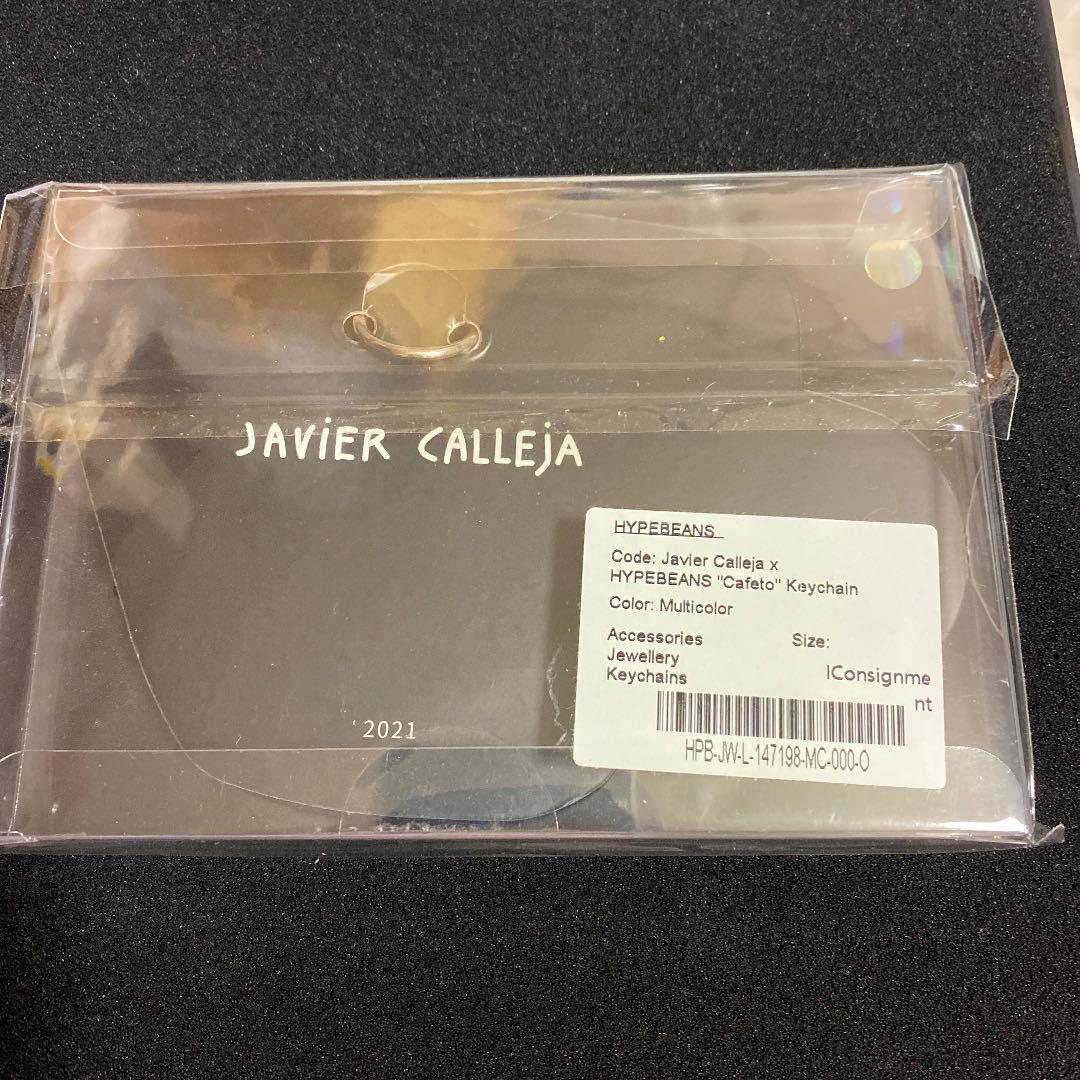 JAViER CALLEjA
HYPEBEANS
Code: Javier Calleja x
HYPEBEANS "Cafeto" Keychain
Color: Multicolor
Accessories Size:
Jewellery
Keychains IConsignme
nt
HPB-JW-L-147198-MC-000-O
2021